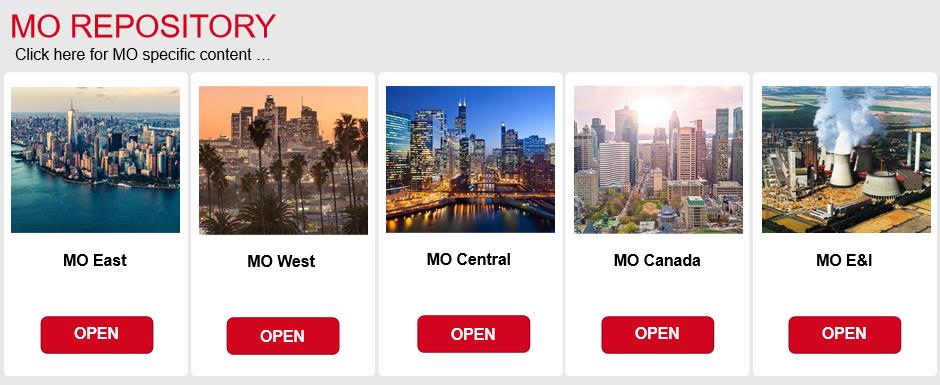 MO REPOSITORY
Click here for MO specific content …
MO East
MO West
MO Central
MO Canada
MO E&I
OPEN
OPEN
OPEN
OPEN
OPEN